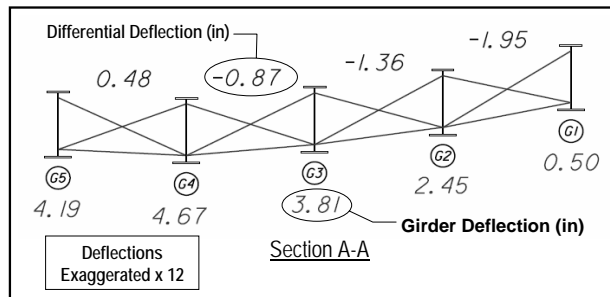 Differential Deflection (in)
0.48
-0.87
-1.36
-1.95
G5
G4
G3
G2
G1
4.19
4.67
3.81
2.45
0.50
Girder Deflection (in)
Deflections
Exaggerated x 12
Section A-A